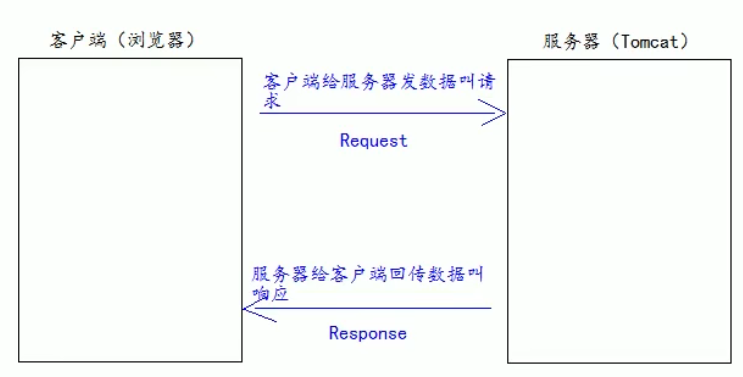 客户端（浏览器）
服务器（Tomcat）
客户端给服务器发数据叫请
求
Request
服务器给客户端回传数据叫
响应
Response